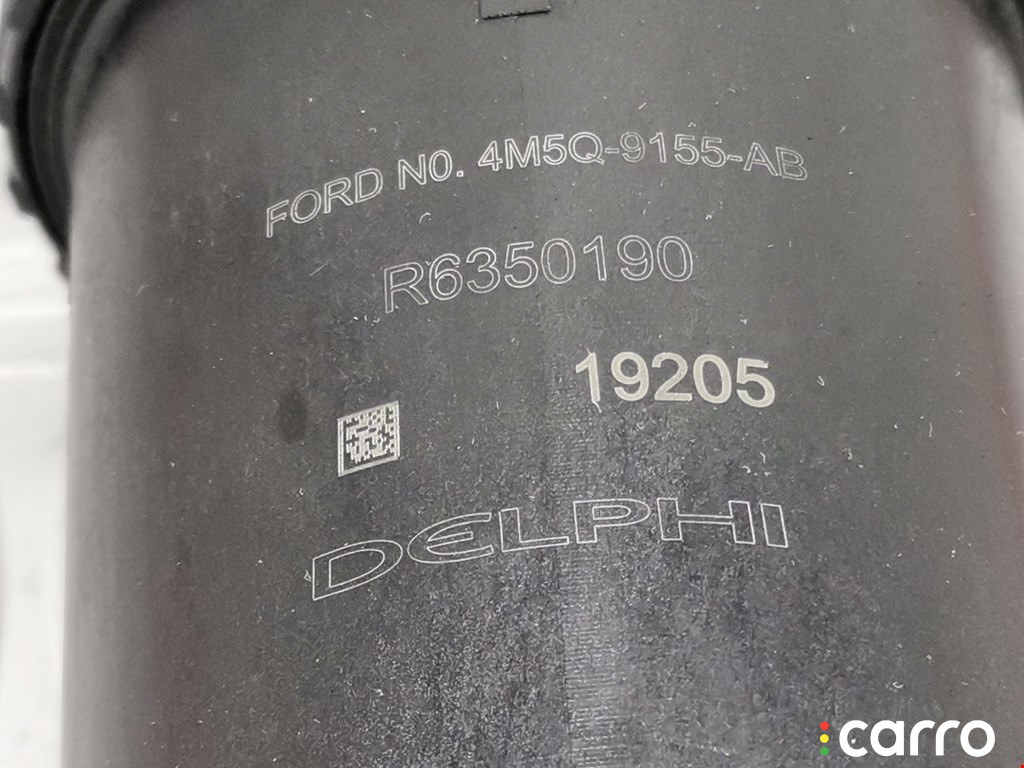 FORD N0. 4M5Q-9155-AB
R6350190
19205
DELPHI
carro